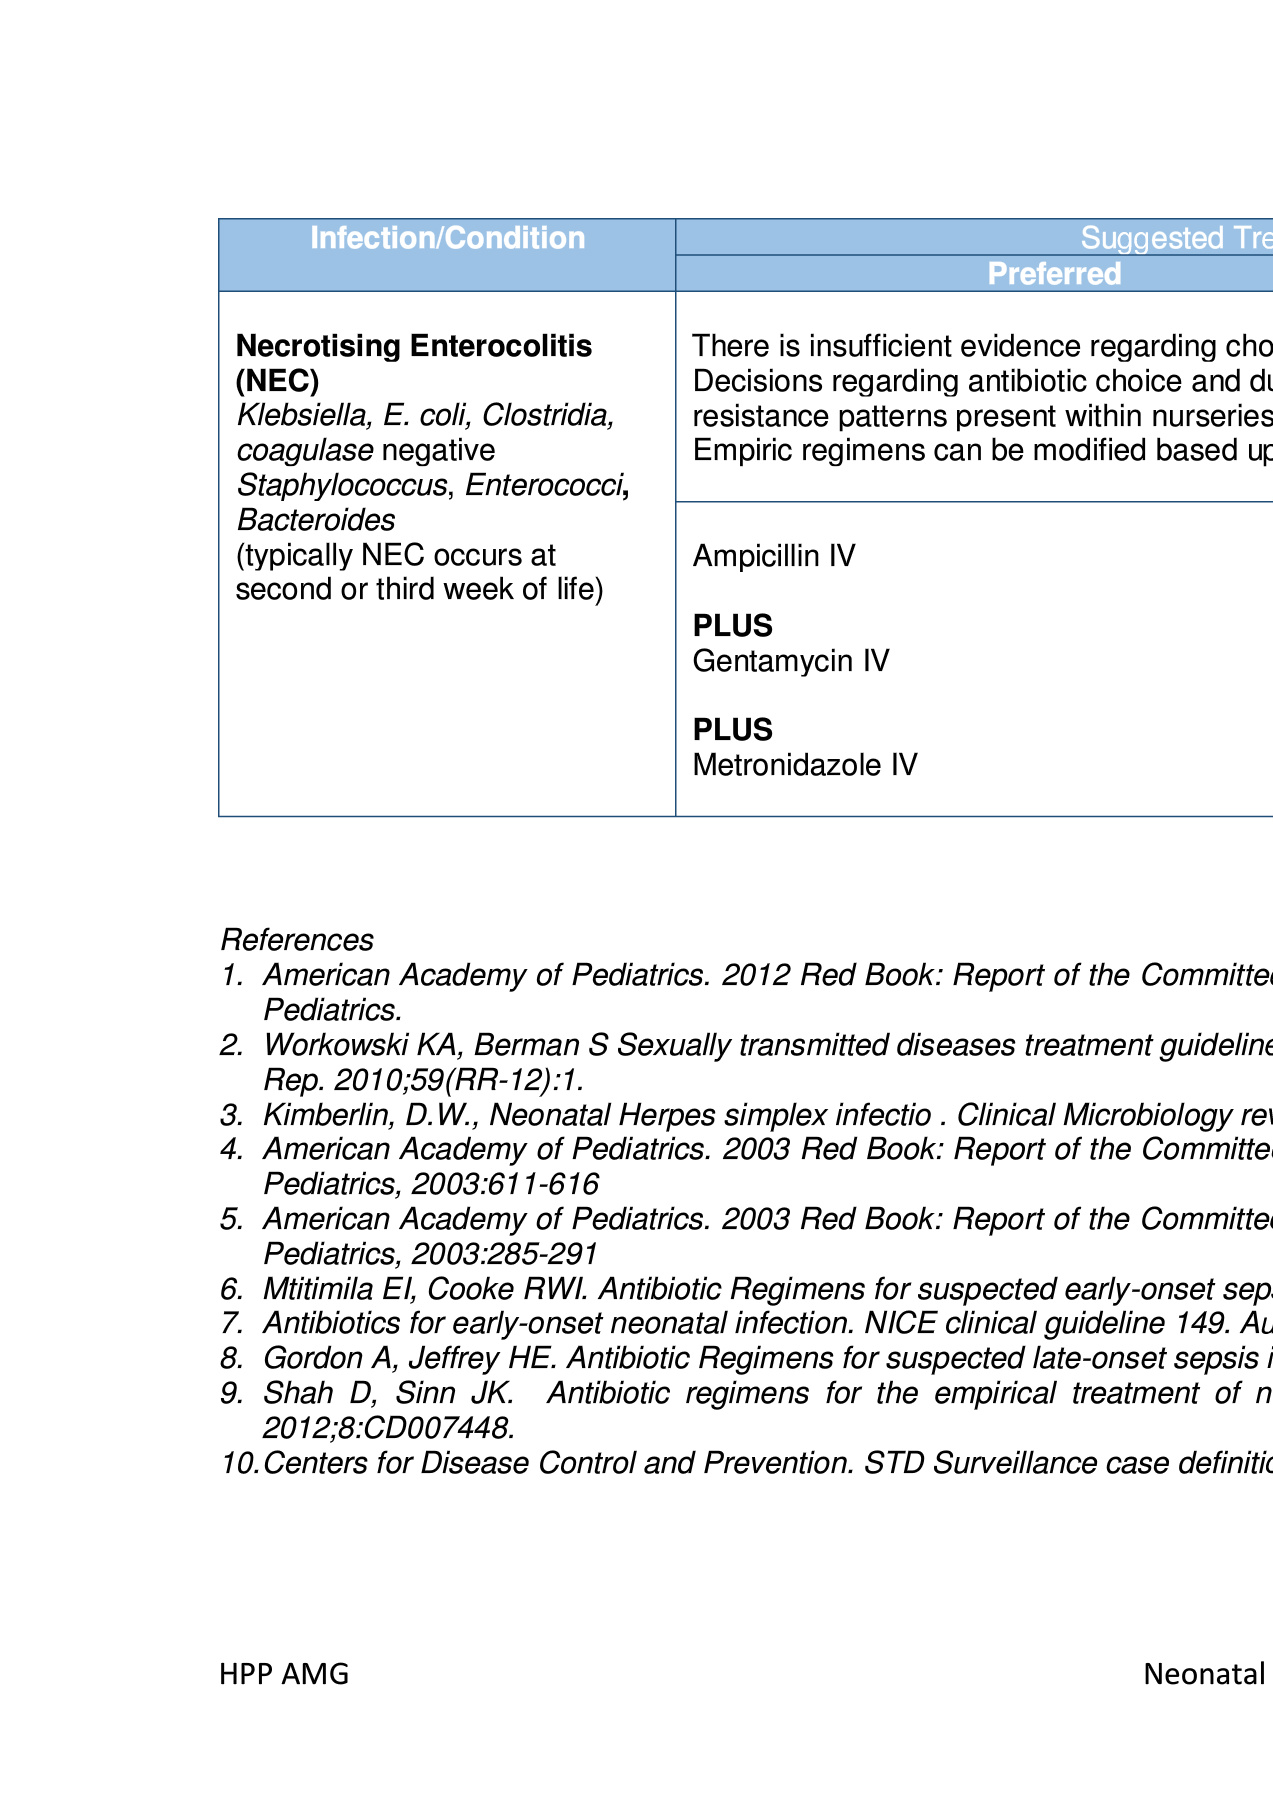 Infection/Condition
Suggested Tre
Preferred
Necrotising Enterocolitis
(NEC)
Klebsiella, E. coli, Clostridia,
coagulase negative
Staphylococcus, Enterococci,
Bacteroides
(typically NEC occurs at
second or third week of life)
There is insufficient evidence regarding cho
Decisions regarding antibiotic choice and du
resistance patterns present within nurseries
Empiric regimens can be modified based up
Ampicillin IV
PLUS
Gentamycin IV
PLUS
Metronidazole IV
References
1. American Academy of Pediatrics. 2012 Red Book: Report of the Committee
Pediatrics.
2. Workowski KA, Berman S Sexually transmitted diseases treatment guideline
Rep. 2010;59(RR-12):1.
3. Kimberlin, D.W., Neonatal Herpes simplex infectio . Clinical Microbiology rev
4. American Academy of Pediatrics. 2003 Red Book: Report of the Committee
Pediatrics, 2003:611-616
5. American Academy of Pediatrics. 2003 Red Book: Report of the Committee
Pediatrics, 2003:285-291
6. Mtitimila EI, Cooke RWI. Antibiotic Regimens for suspected early-onset seps
7. Antibiotics for early-onset neonatal infection. NICE clinical guideline 149. Au
8. Gordon A, Jeffrey HE. Antibiotic Regimens for suspected late-onset sepsis i
9. Shah D, Sinn JK. Antibiotic regimens for the empirical treatment of n
2012;8:CD007448.
10.Centers for Disease Control and Prevention. STD Surveillance case definitio
HPP AMG
Neonatal